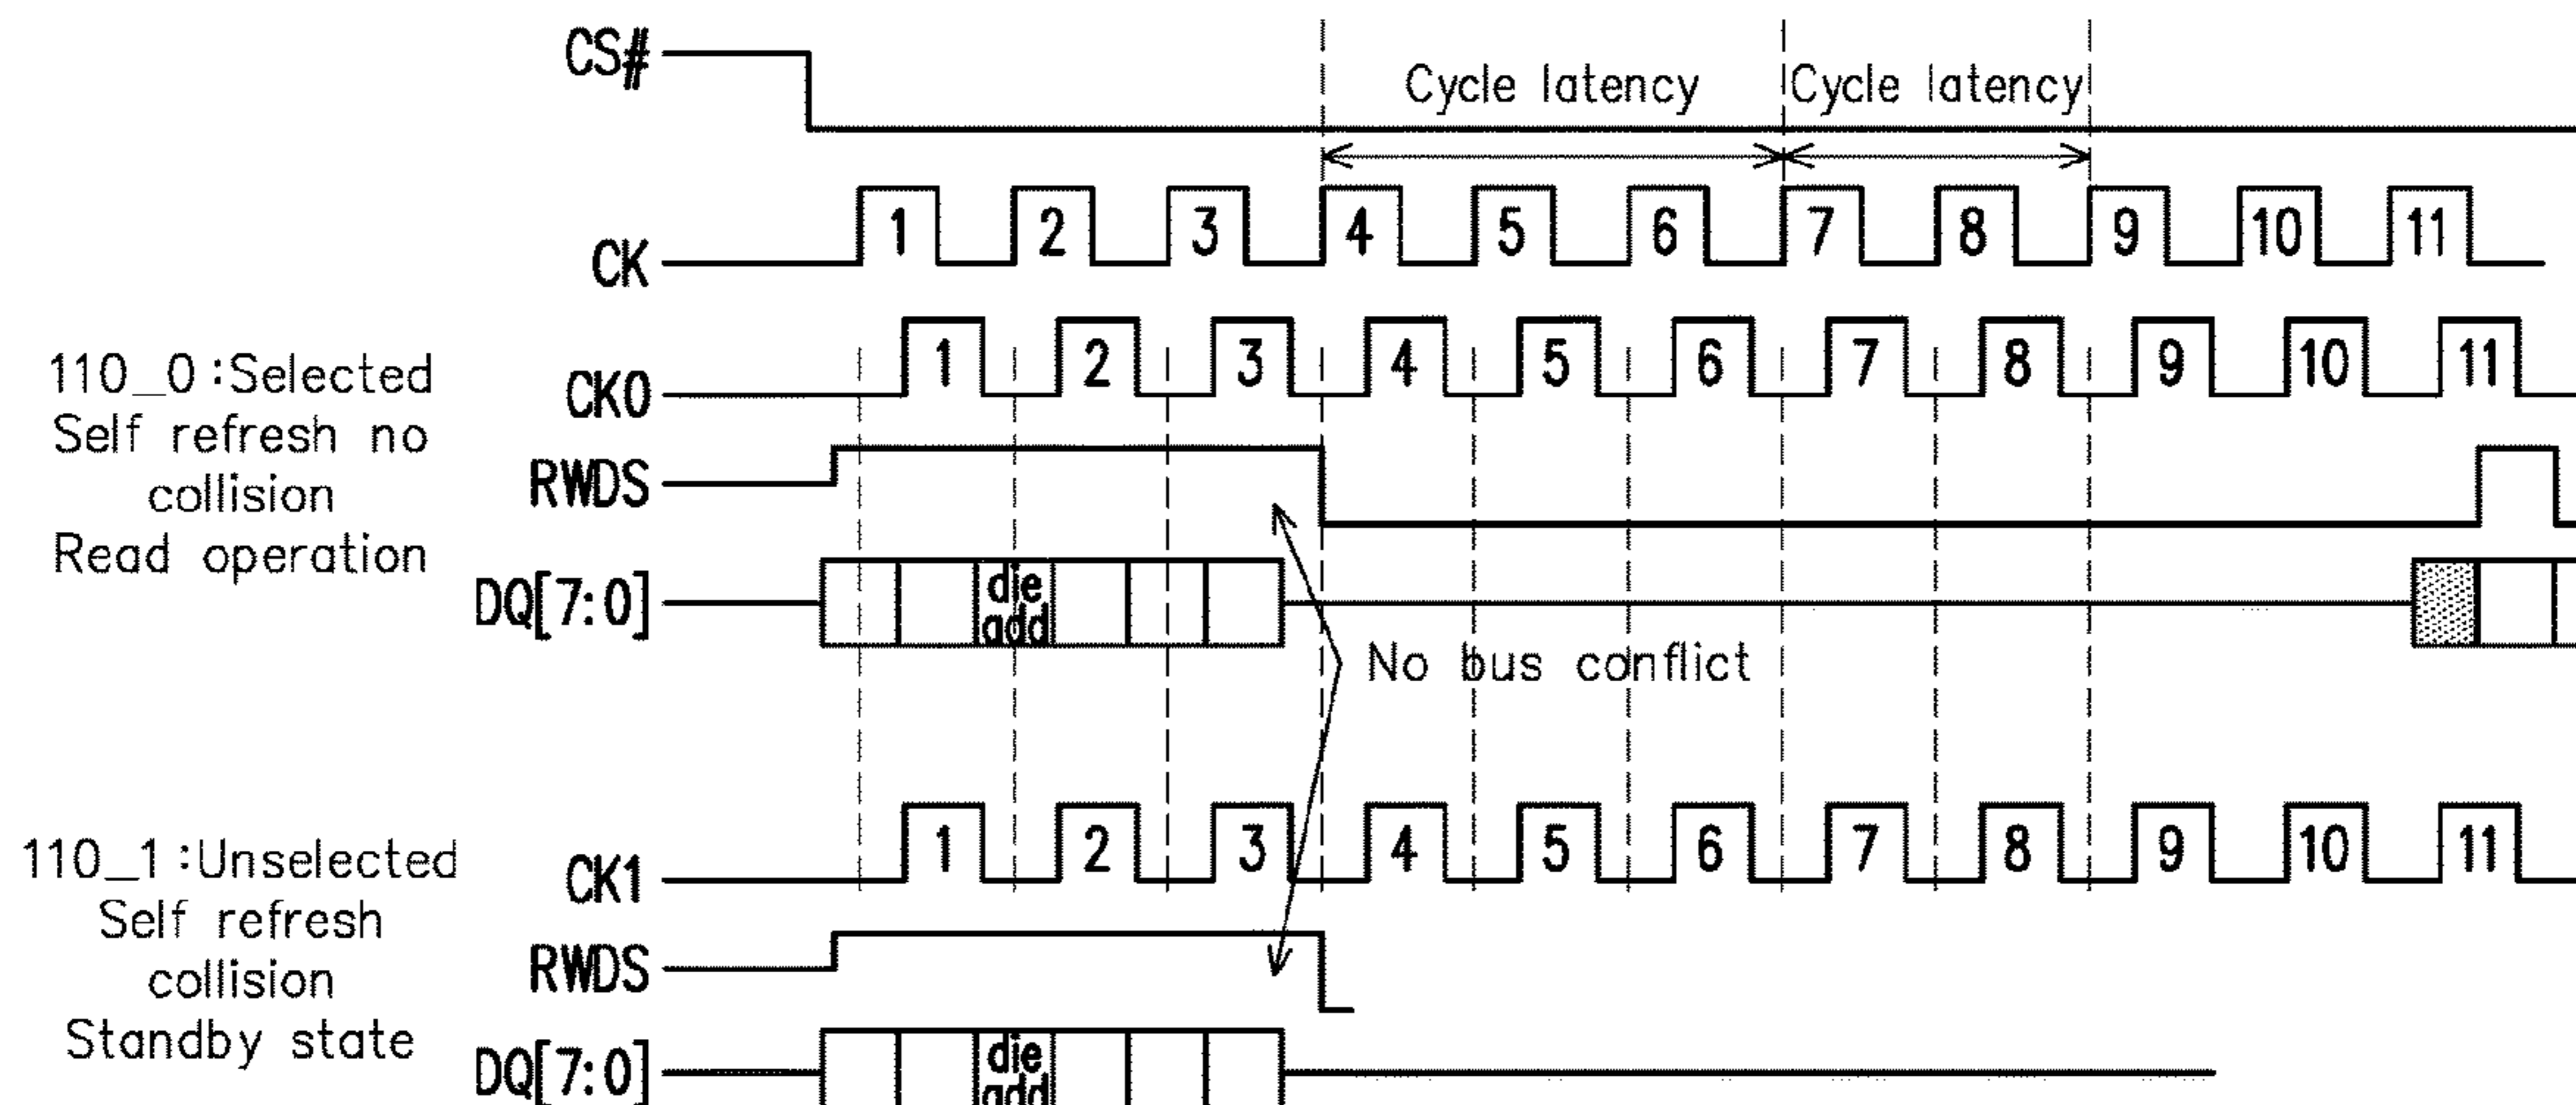 CS#
Cycle latency Cycle latency
CK 1 2 3 4 5 6 7 8 9 10 11
110_0 :Selected
Self refresh no
collision
Read operation
CK0 1 2 3 4 5 6 7 8 9 10 11
RWDS
DQ[7:0] die
add
No bus conflict
110_1 :Unselected
Self refresh
collision
Standby state
CK1 1 2 3 4 5 6 7 8 9 10 11
RWDS
DQ[7:0] die
add